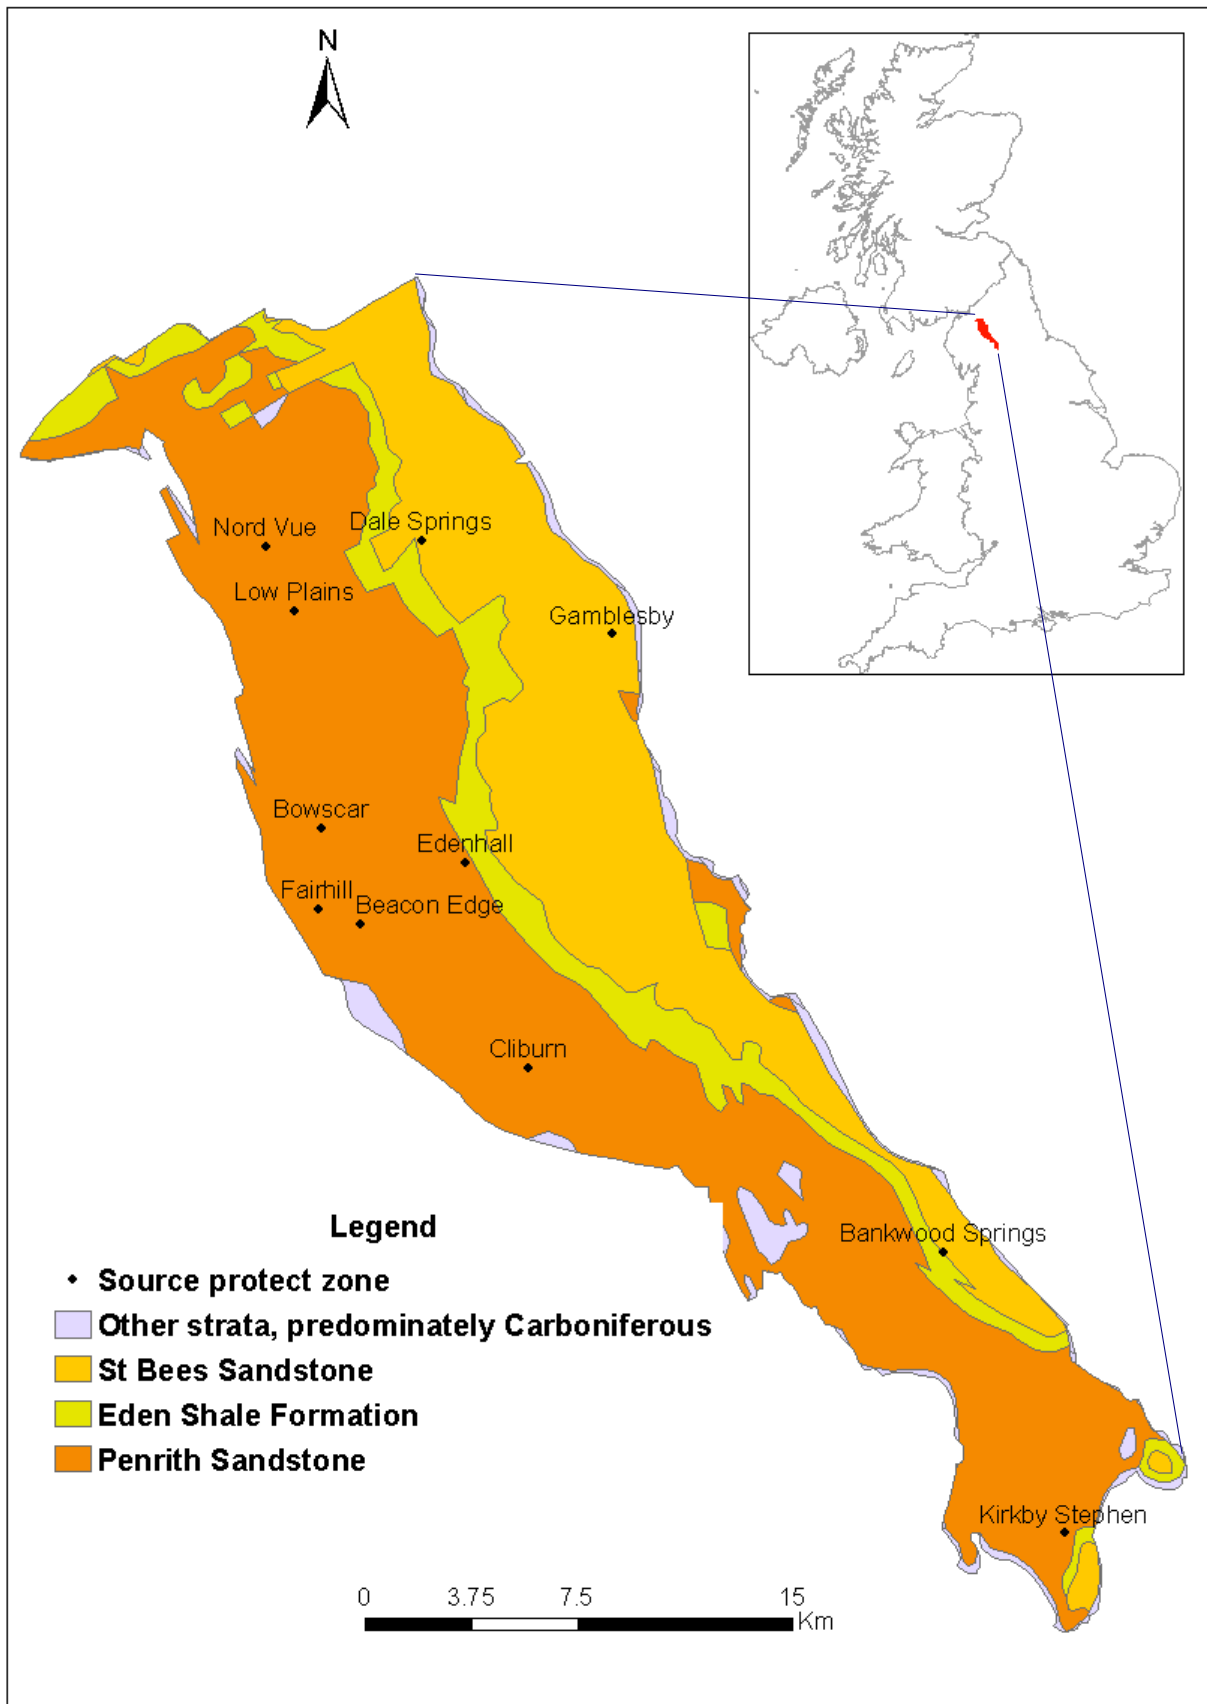 N
Nord Vue
Dale Springs
Low Plains
Gamblesby
Bowscar
Edenhall
Fairhill
Beacon Edge
Cliburn
Bankwood Springs
Kirkby Stephen
Legend
Source protect zone
Other strata, predominately Carboniferous
St Bees Sandstone
Eden Shale Formation
Penrith Sandstone
0 3.75 7.5 15
Km